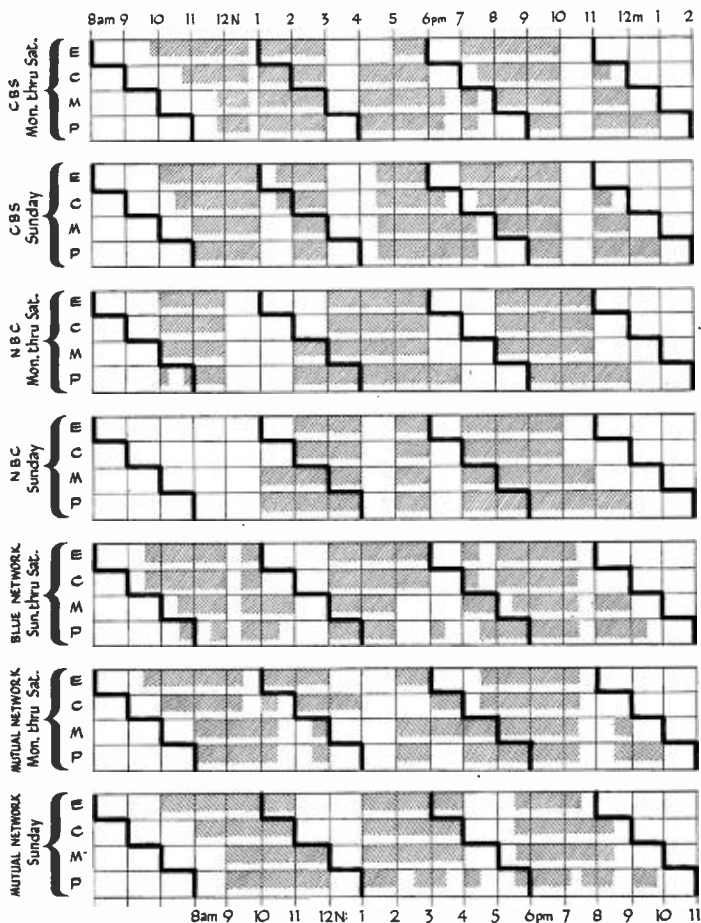 8am 9 10 11 12 N 1 2 3 4 5 6pm 7 8 9 10 11 12m 1 2
CBS
Mon. thru Sat.
E
C
M
P
CBS
Sunday
E
C
M
P
NBC
Mon. thru Sat.
E
C
M
P
NBC
Sunday
E
C
M
P
BLUE NETWORK
Sun. thru Sat.
E
C
M
P
MUTUAL NETWORK
Mon. thru Sat.
E
C
M
P
MUTUAL NETWORK
Sunday
E
C
M
P
8am 9 10 11 12 N: 1 2 3 4 5 6pm 7 8 9 10 11